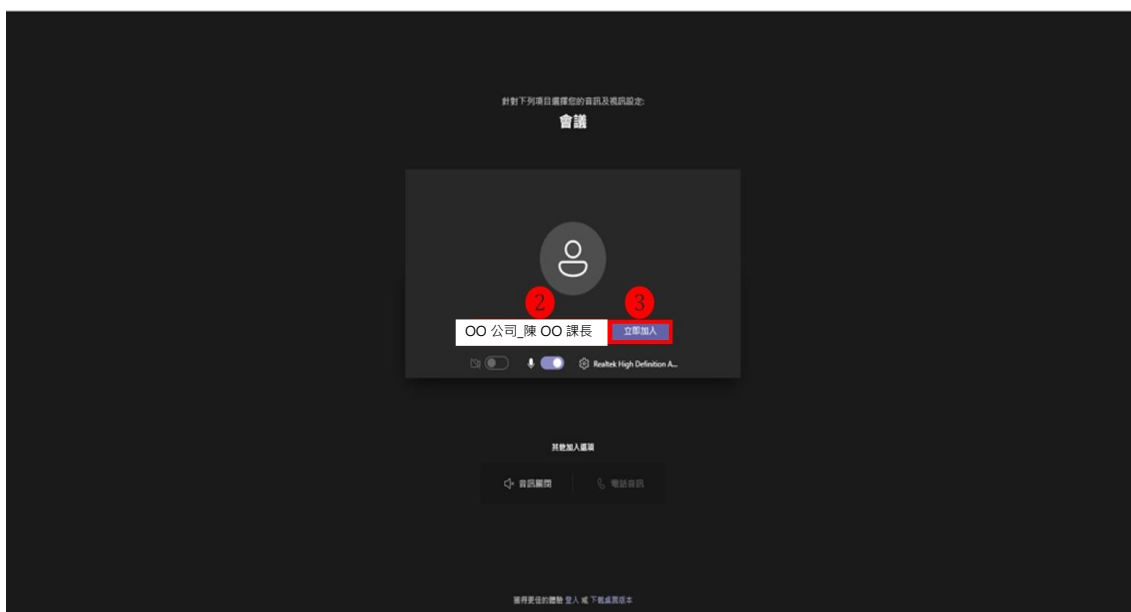 針對下列項目選擇您的音訊及視訊設定:
會議
2
3
OO 公司_陳 OO 課長
立即加入
Realtek High Definition A...
其他加入選項
音訊關閉
電話音訊
獲得更佳的體驗 登入 或 下載桌面版本